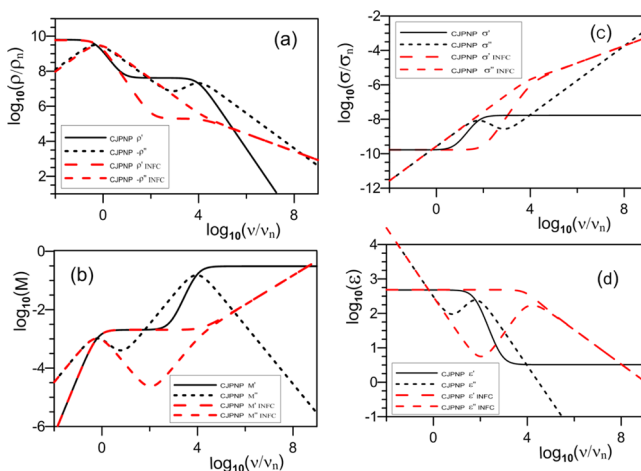 (a)
log₁₀(ρ/ρₙ)
10
8
6
4
2
CJPNP ρ′
CJPNP -ρ″
CJPNP ρ′ INFC
CJPNP -ρ″ INFC
0 4 8
log₁₀(ν/νₙ)
(c)
log₁₀(σ/σₙ)
-2
-4
-6
-8
-10
-12
CJPNP σ′
CJPNP σ″
CJPNP σ′ INFC
CJPNP σ″ INFC
0 4 8
log₁₀(ν/νₙ)
(b)
log₁₀(M)
-0
-2
-4
-6
CJPNP M′
CJPNP M″
CJPNP M′ INFC
CJPNP M″ INFC
0 4 8
log₁₀(ν/νₙ)
(d)
log₁₀(ε)
4
3
2
1
0
-1
CJPNP ε′
CJPNP ε″
CJPNP ε′ INFC
CJPNP ε″ INFC
0 4 8
log₁₀(ν/νₙ)